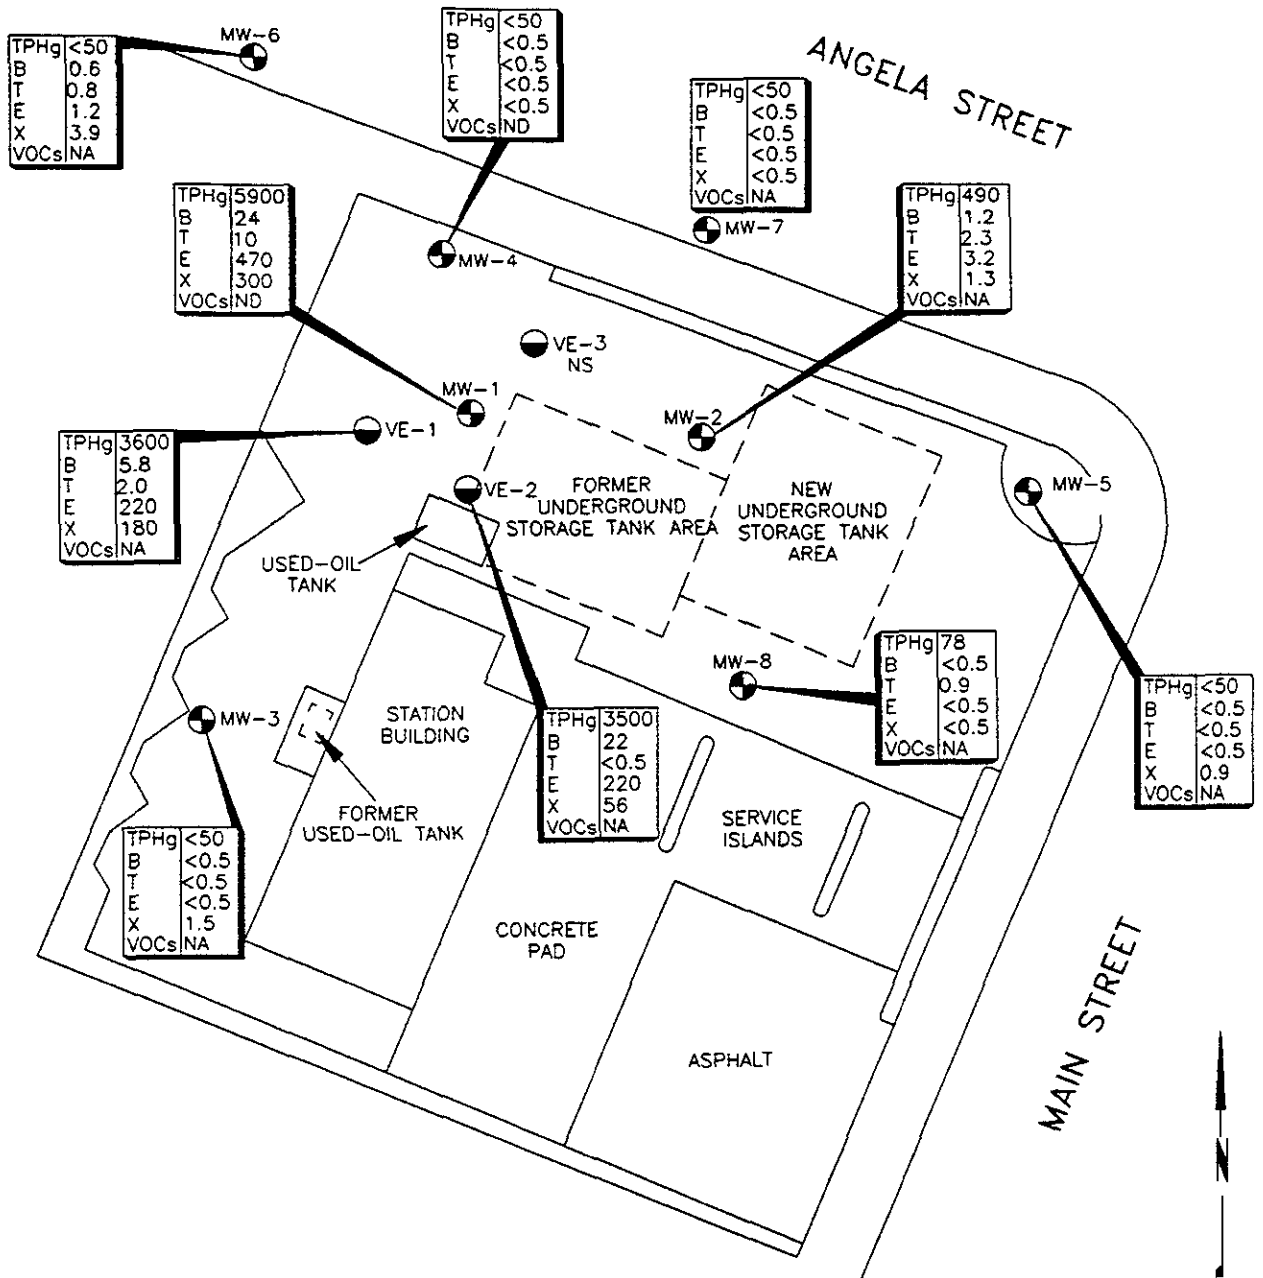 MW-6
TPHg <50
B 0.6
T 0.8
E 1.2
X 3.9
VOCs NA
TPHg <50
B <0.5
T <0.5
E <0.5
X <0.5
VOCs ND
ANGELA STREET
TPHg <50
B <0.5
T <0.5
E <0.5
X <0.5
VOCs NA
MW-7
TPHg 5900
B 24
T 10
E 470
X 300
VOCs ND
MW-4
TPHg 490
B 1.2
T 2.3
E 3.2
X 1.3
VOCs NA
VE-3
NS
MW-1
MW-2
VE-1
TPHg 3600
B 5.8
T 2.0
E 220
X 180
VOCs NA
VE-2
FORMER
UNDERGROUND
STORAGE TANK AREA
NEW
UNDERGROUND
STORAGE TANK
AREA
MW-5
USED-OIL
TANK
MW-8
TPHg 78
B <0.5
T 0.9
E <0.5
X <0.5
VOCs NA
TPHg <50
B <0.5
T <0.5
E <0.5
X 0.9
VOCs NA
MW-3
STATION
BUILDING
TPHg 3500
B 22
T <0.5
E 220
X 56
VOCs NA
FORMER
USED-OIL TANK
SERVICE
ISLANDS
TPHg <50
B <0.5
T <0.5
E <0.5
X 1.5
VOCs NA
CONCRETE
PAD
ASPHALT
MAIN STREET
N